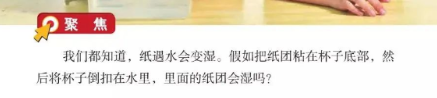 聚焦
我们都知道，纸遇水会变湿。假如把纸团粘在杯子底部，然
后将杯子倒扣在水里，里面的纸团会湿吗？